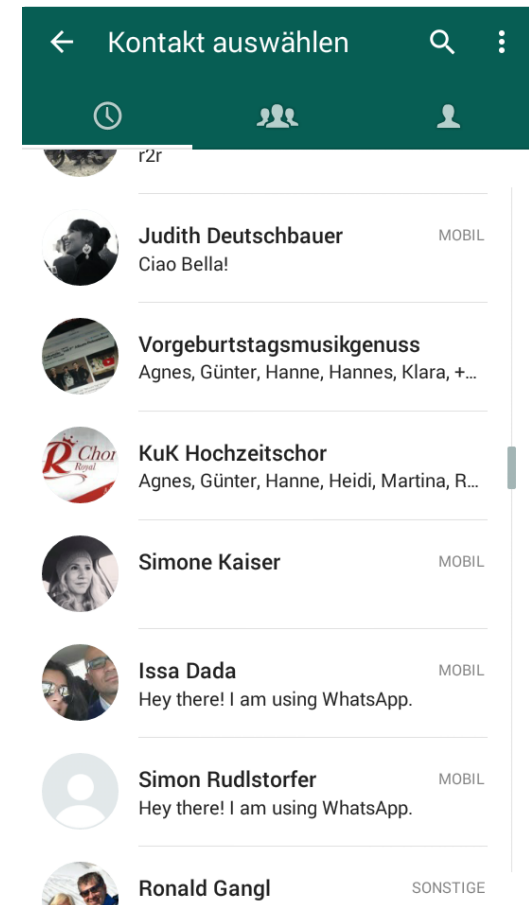 Kontakt auswählen
r2r
Judith Deutschbauer MOBIL
Ciao Bella!
Vorgeburtstagsmusikgenuss
Agnes, Günter, Hanne, Hannes, Klara, +...
R Chor
Royal
KuK Hochzeitschor
Agnes, Günter, Hanne, Heidi, Martina, R...
Simone Kaiser MOBIL
Issa Dada MOBIL
Hey there! I am using WhatsApp.
Simon Rudlstorfer MOBIL
Hey there! I am using WhatsApp.
Ronald Gangl SONSTIGE